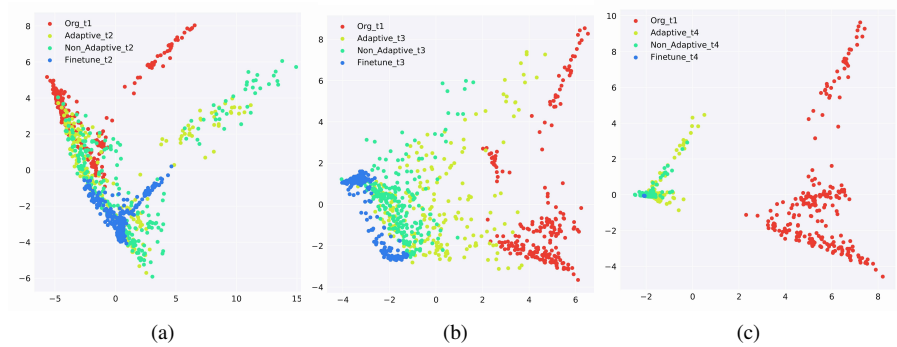 Org_t1
Adaptive_t2
Non_Adaptive_t2
Finetune_t2
8
6
4
2
0
−2
−4
−6
−5
0
5
10
15
(a)
Org_t1
Adaptive_t3
Non_Adaptive_t3
Finetune_t3
8
6
4
2
0
−2
−4
−4
−2
0
2
4
6
(b)
Org_t1
Adaptive_t4
Non_Adaptive_t4
Finetune_t4
10
8
6
4
2
0
−2
−4
−2
0
2
4
6
8
(c)